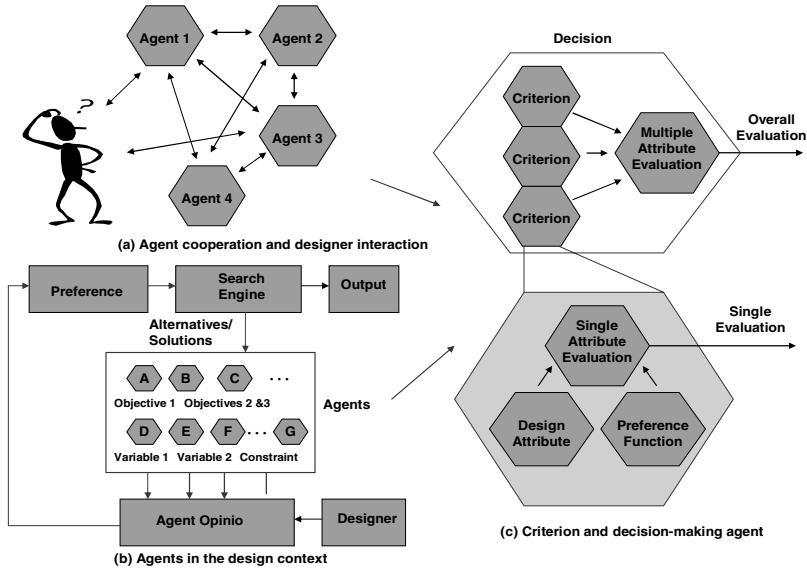 Agent 1
Agent 2
?
Agent 3
Agent 4
(a) Agent cooperation and designer interaction
Preference
Search
Engine
Output
Alternatives/
Solutions
A
B
C
...
Objective 1
Objectives 2 &3
Agents
D
E
F
...
G
Variable 1
Variable 2
Constraint
Agent Opinio
Designer
(b) Agents in the design context
Decision
Criterion
Criterion
Criterion
Multiple
Attribute
Evaluation
Overall
Evaluation
Single
Attribute
Evaluation
Single
Evaluation
Design
Attribute
Preference
Function
(c) Criterion and decision-making agent